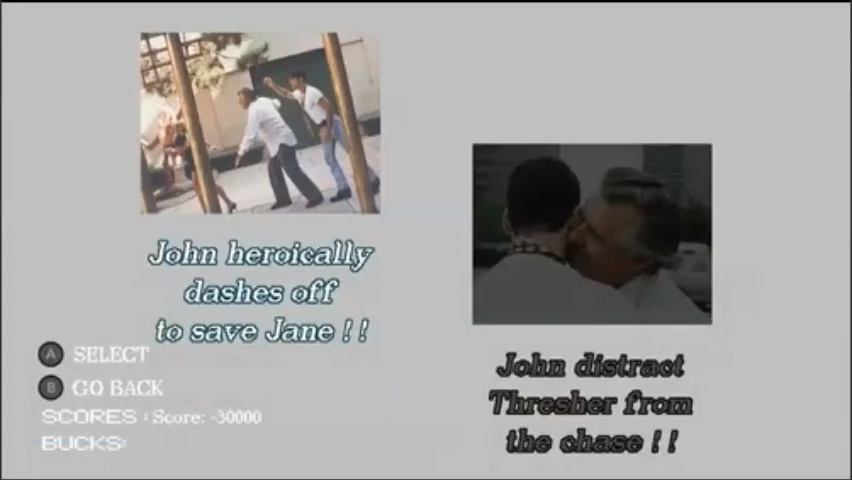 John heroically
dashes off
to save Jane ! !
John distract
Thresher from
the chase ! !
A SELECT
B GO BACK
SCORES : Score: -30000
BUCKS: